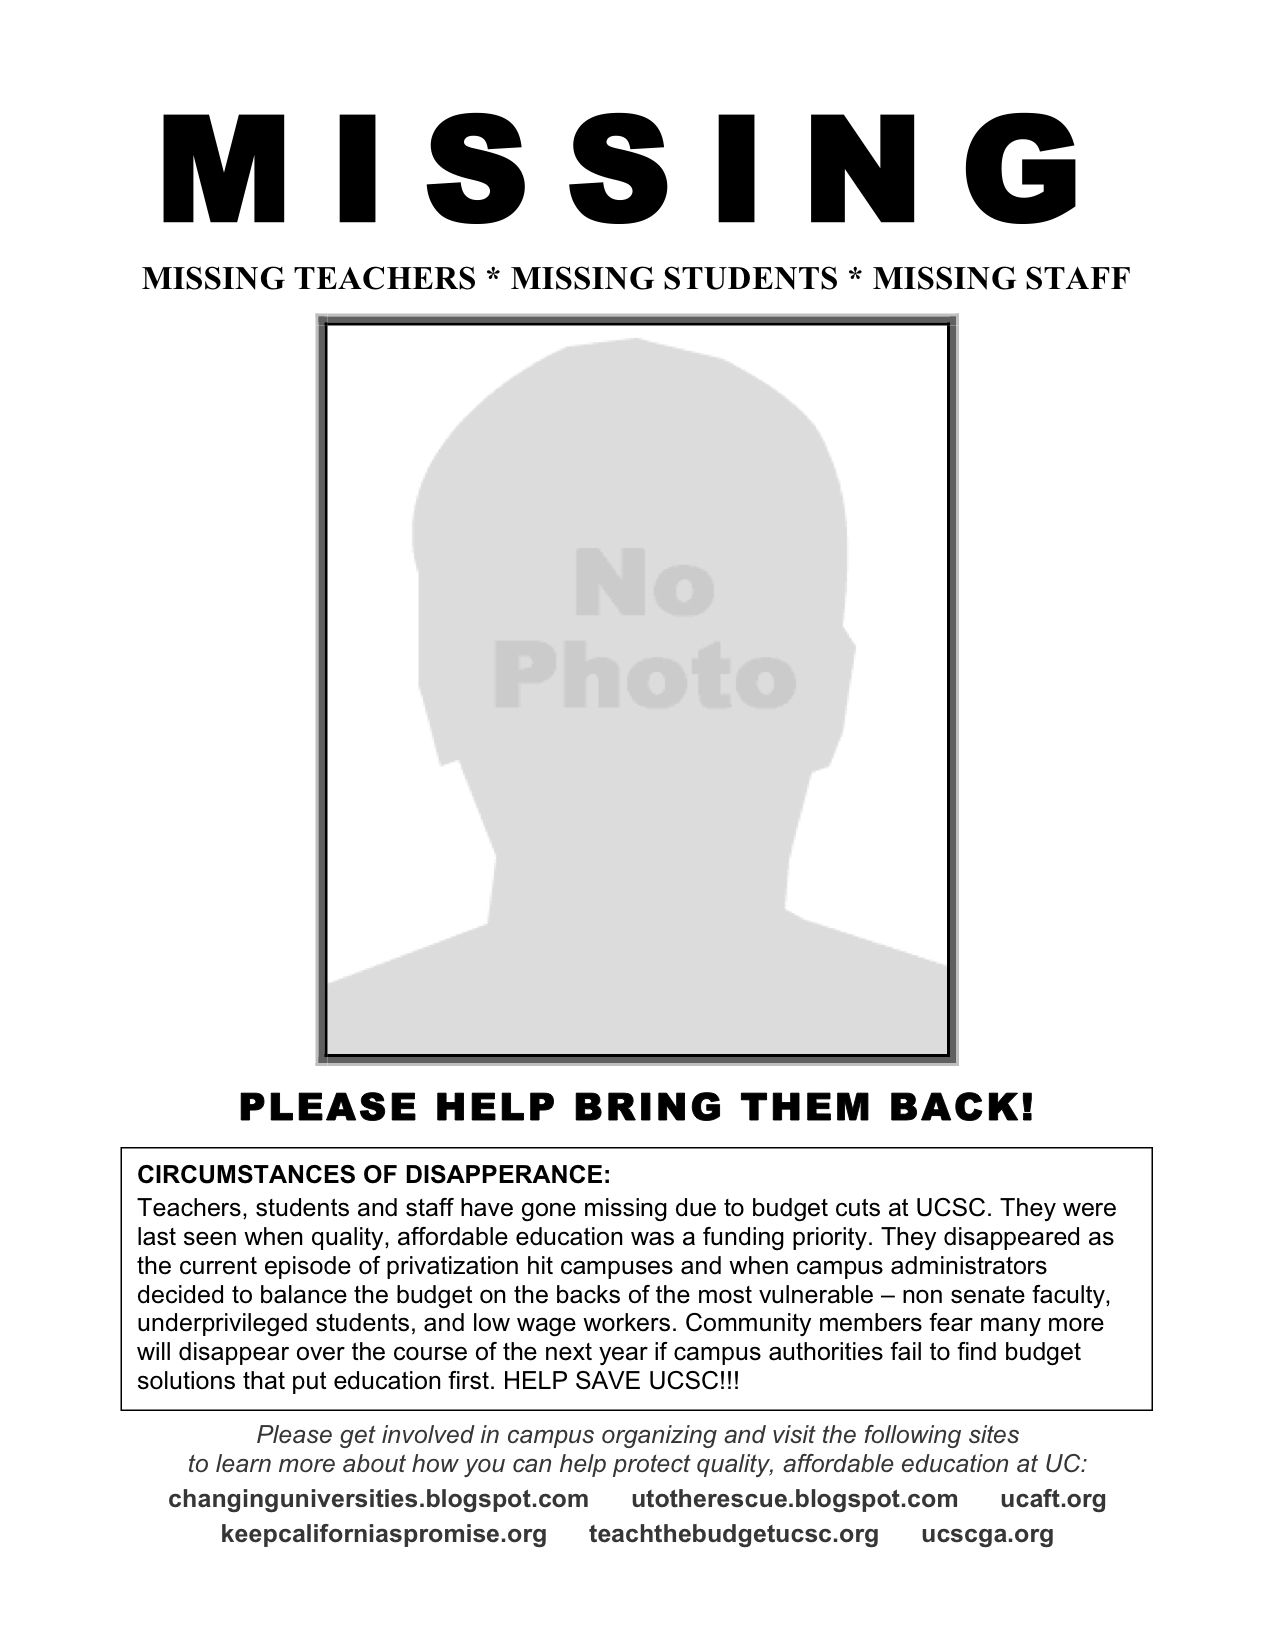 MISSING
MISSING TEACHERS * MISSING STUDENTS * MISSING STAFF
No
Photo
PLEASE HELP BRING THEM BACK!
CIRCUMSTANCES OF DISAPPERANCE:
Teachers, students and staff have gone missing due to budget cuts at UCSC. They were
last seen when quality, affordable education was a funding priority. They disappeared as
the current episode of privatization hit campuses and when campus administrators
decided to balance the budget on the backs of the most vulnerable – non senate faculty,
underprivileged students, and low wage workers. Community members fear many more
will disappear over the course of the next year if campus authorities fail to find budget
solutions that put education first. HELP SAVE UCSC!!!
Please get involved in campus organizing and visit the following sites
to learn more about how you can help protect quality, affordable education at UC:
changinguniversities.blogspot.com utotherescue.blogspot.com ucaft.org
keepcaliforniaspromise.org teachthebudgetucsc.org ucscga.org